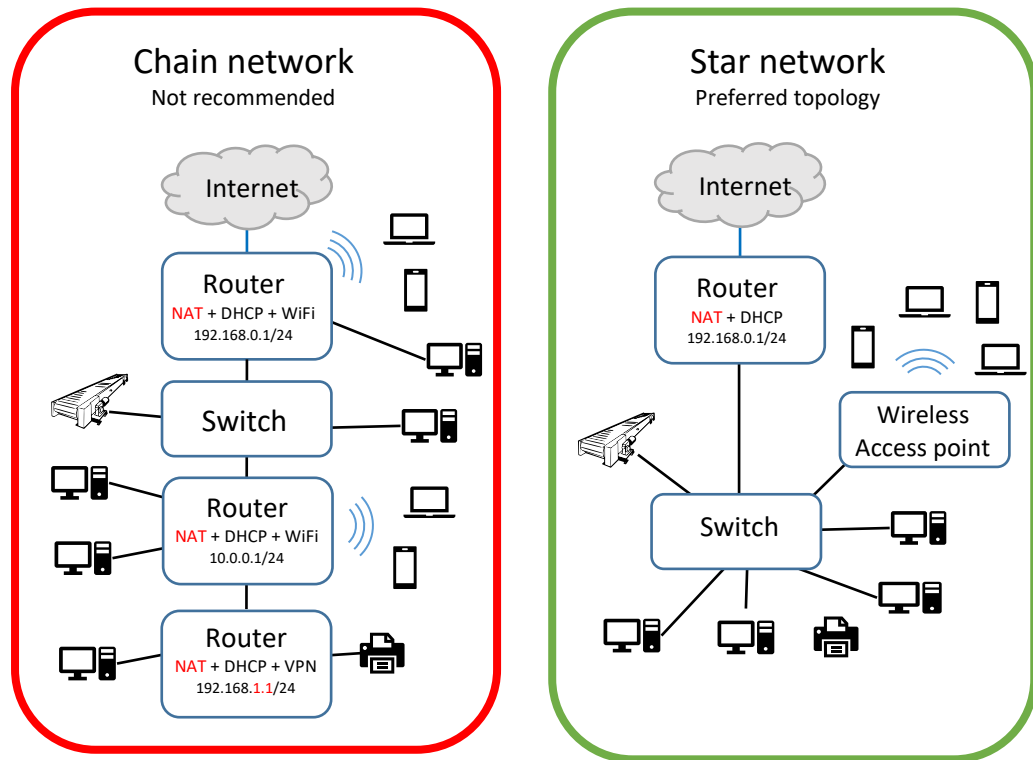 Chain network
Not recommended
Internet
Router
NAT + DHCP + WiFi
192.168.0.1/24
Switch
Router
NAT + DHCP + WiFi
10.0.0.1/24
Router
NAT + DHCP + VPN
192.168.1.1/24
Star network
Preferred topology
Internet
Router
NAT + DHCP
192.168.0.1/24
Wireless
Access point
Switch